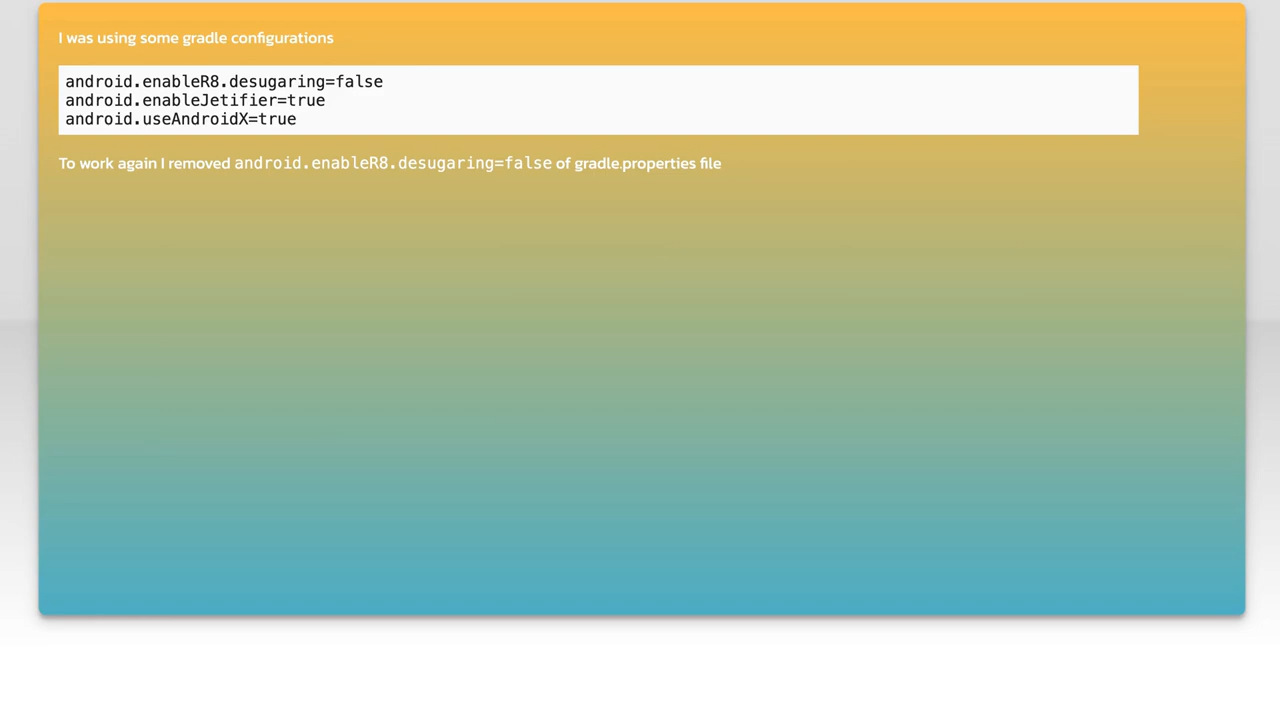 I was using some gradle configurations
android.enableR8.desugaring=false
android.enableJetifier=true
android.useAndroidX=true
To work again I removed android.enableR8.desugaring=false of gradle.properties file